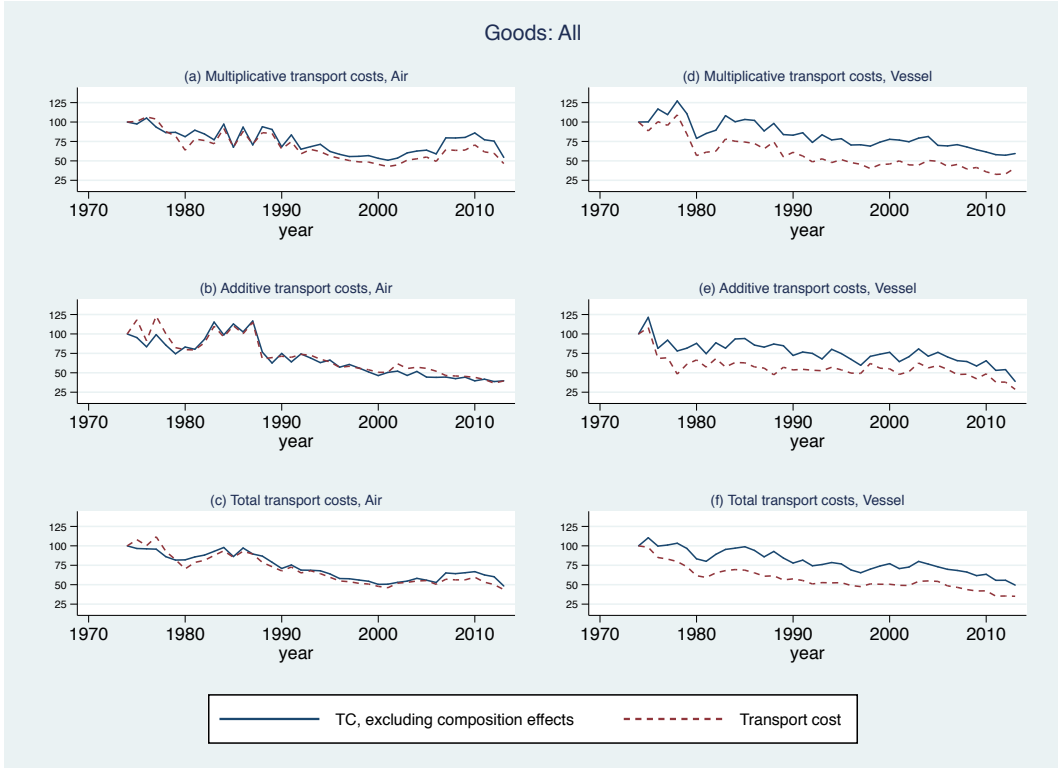 Goods: All
(a) Multiplicative transport costs, Air
125
100
75
50
25
1970 1980 1990 2000 2010
year
(d) Multiplicative transport costs, Vessel
125
100
75
50
25
1970 1980 1990 2000 2010
year
(b) Additive transport costs, Air
125
100
75
50
25
1970 1980 1990 2000 2010
year
(e) Additive transport costs, Vessel
125
100
75
50
25
1970 1980 1990 2000 2010
year
(c) Total transport costs, Air
125
100
75
50
25
1970 1980 1990 2000 2010
year
(f) Total transport costs, Vessel
125
100
75
50
25
1970 1980 1990 2000 2010
year
TC, excluding composition effects Transport cost